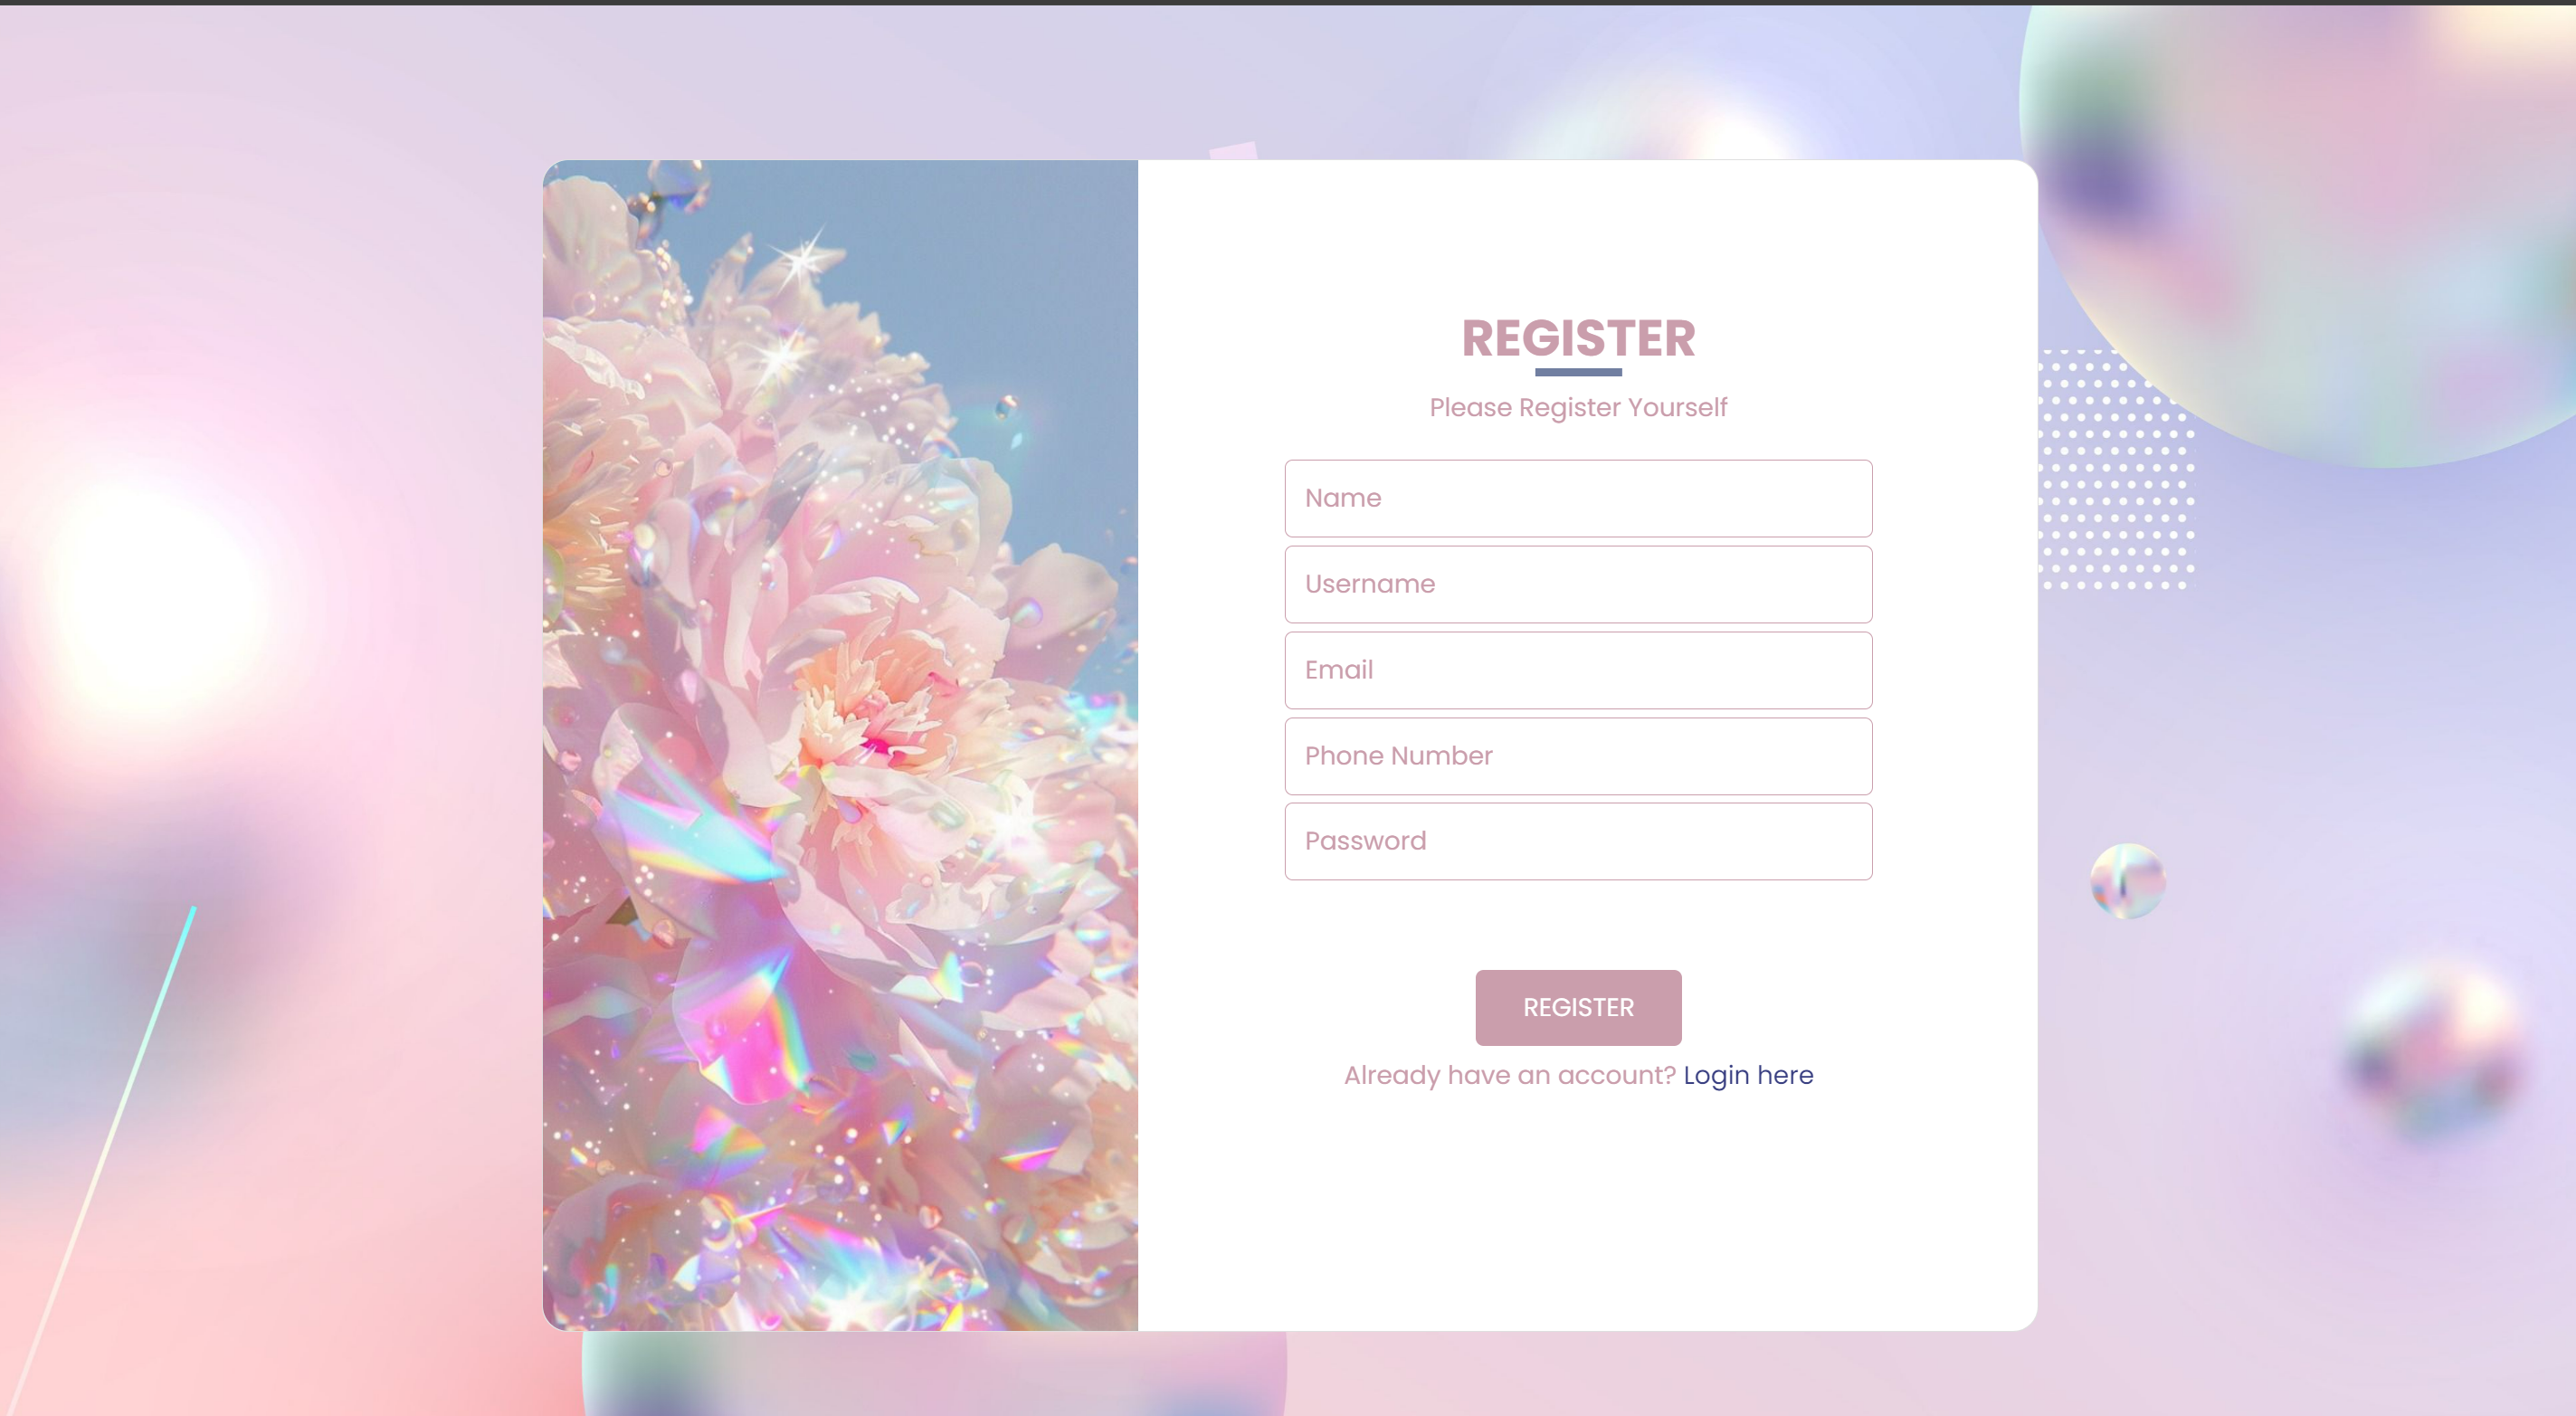 REGISTER
Please Register Yourself
Name
Username
Email
Phone Number
Password
REGISTER
Already have an account? Login here